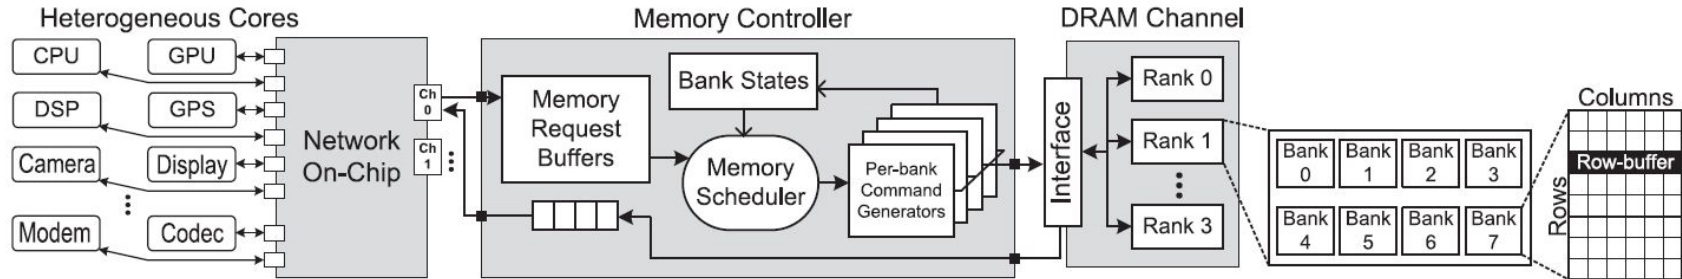 Heterogeneous Cores
CPU
GPU
DSP
GPS
Camera
Display
Modem
Codec
Network
On-Chip
Ch
0
Ch
1
Memory Controller
Memory
Request
Buffers
Bank States
Memory
Scheduler
Per-bank
Command
Generators
DRAM Channel
Interface
Rank 0
Rank 1
Rank 3
Bank
0
Bank
1
Bank
2
Bank
3
Bank
4
Bank
5
Bank
6
Bank
7
Columns
Row-buffer
Rows